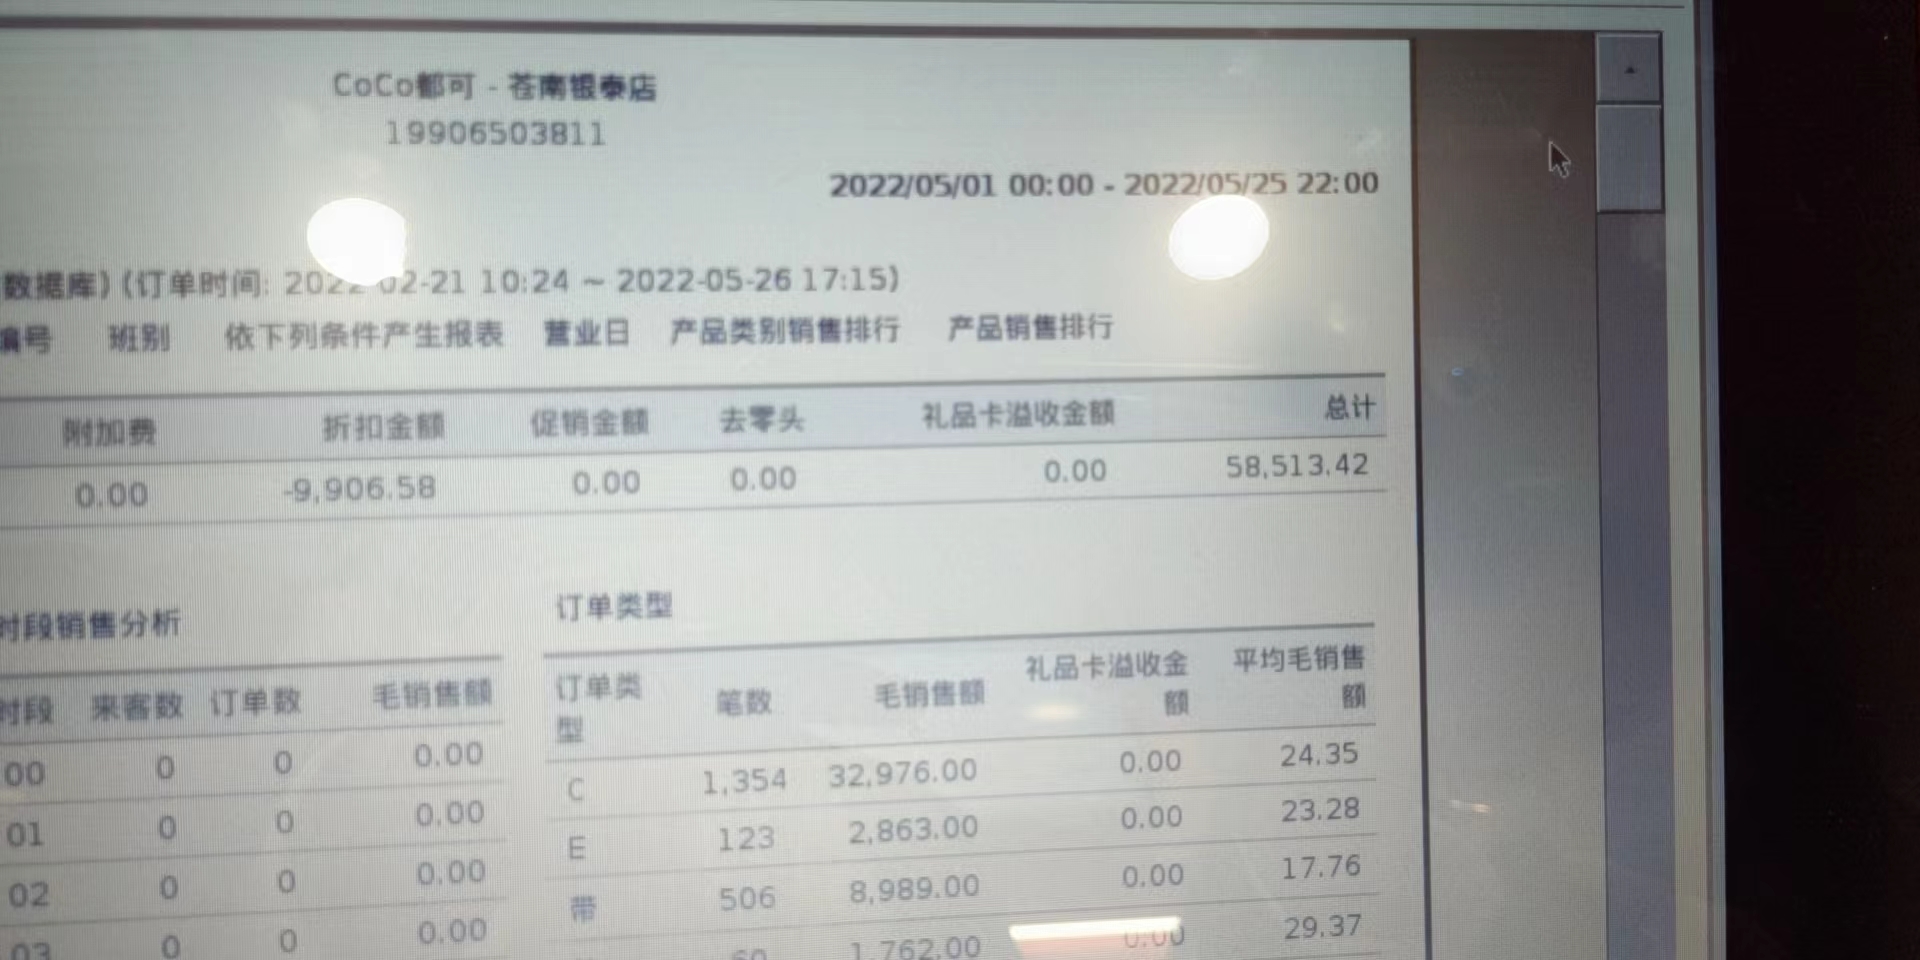 CoCo都可 - 苍南银泰店
19906503811
2022/05/01 00:00 - 2022/05/25 22:00
数据库) (订单时间: 2022-02-21 10:24 ~ 2022-05-26 17:15)
编号 班别 依下列条件产生报表 营业日 产品类别销售排行 产品销售排行
附加费 折扣金额 促销金额 去零头 礼品卡溢收金额 总计
0.00 -9,906.58 0.00 0.00 0.00 58,513.42
时段销售分析
时段 来客数 订单数 毛销售额
00 0 0 0.00
01 0 0 0.00
02 0 0 0.00
03 0 0 0.00
订单类型
订单类型 笔数 毛销售额 礼品卡溢收金额 平均毛销售额
C 1,354 32,976.00 0.00 24.35
E 123 2,863.00 0.00 23.28
带 506 8,989.00 0.00 17.76
60 1,762.00 0.00 29.37